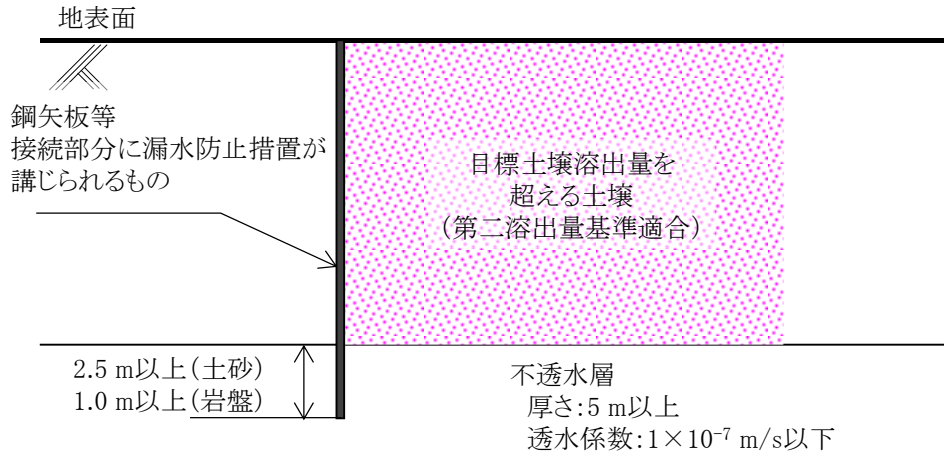 地表面
鋼矢板等
接続部分に漏水防止措置が
講じられるもの
目標土壌溶出量を
超える土壌
（第二溶出量基準適合）
2.5 m以上（土砂）
1.0 m以上（岩盤）
不透水層
厚さ：5 m以上
透水係数：1×10⁻⁷ m/s以下